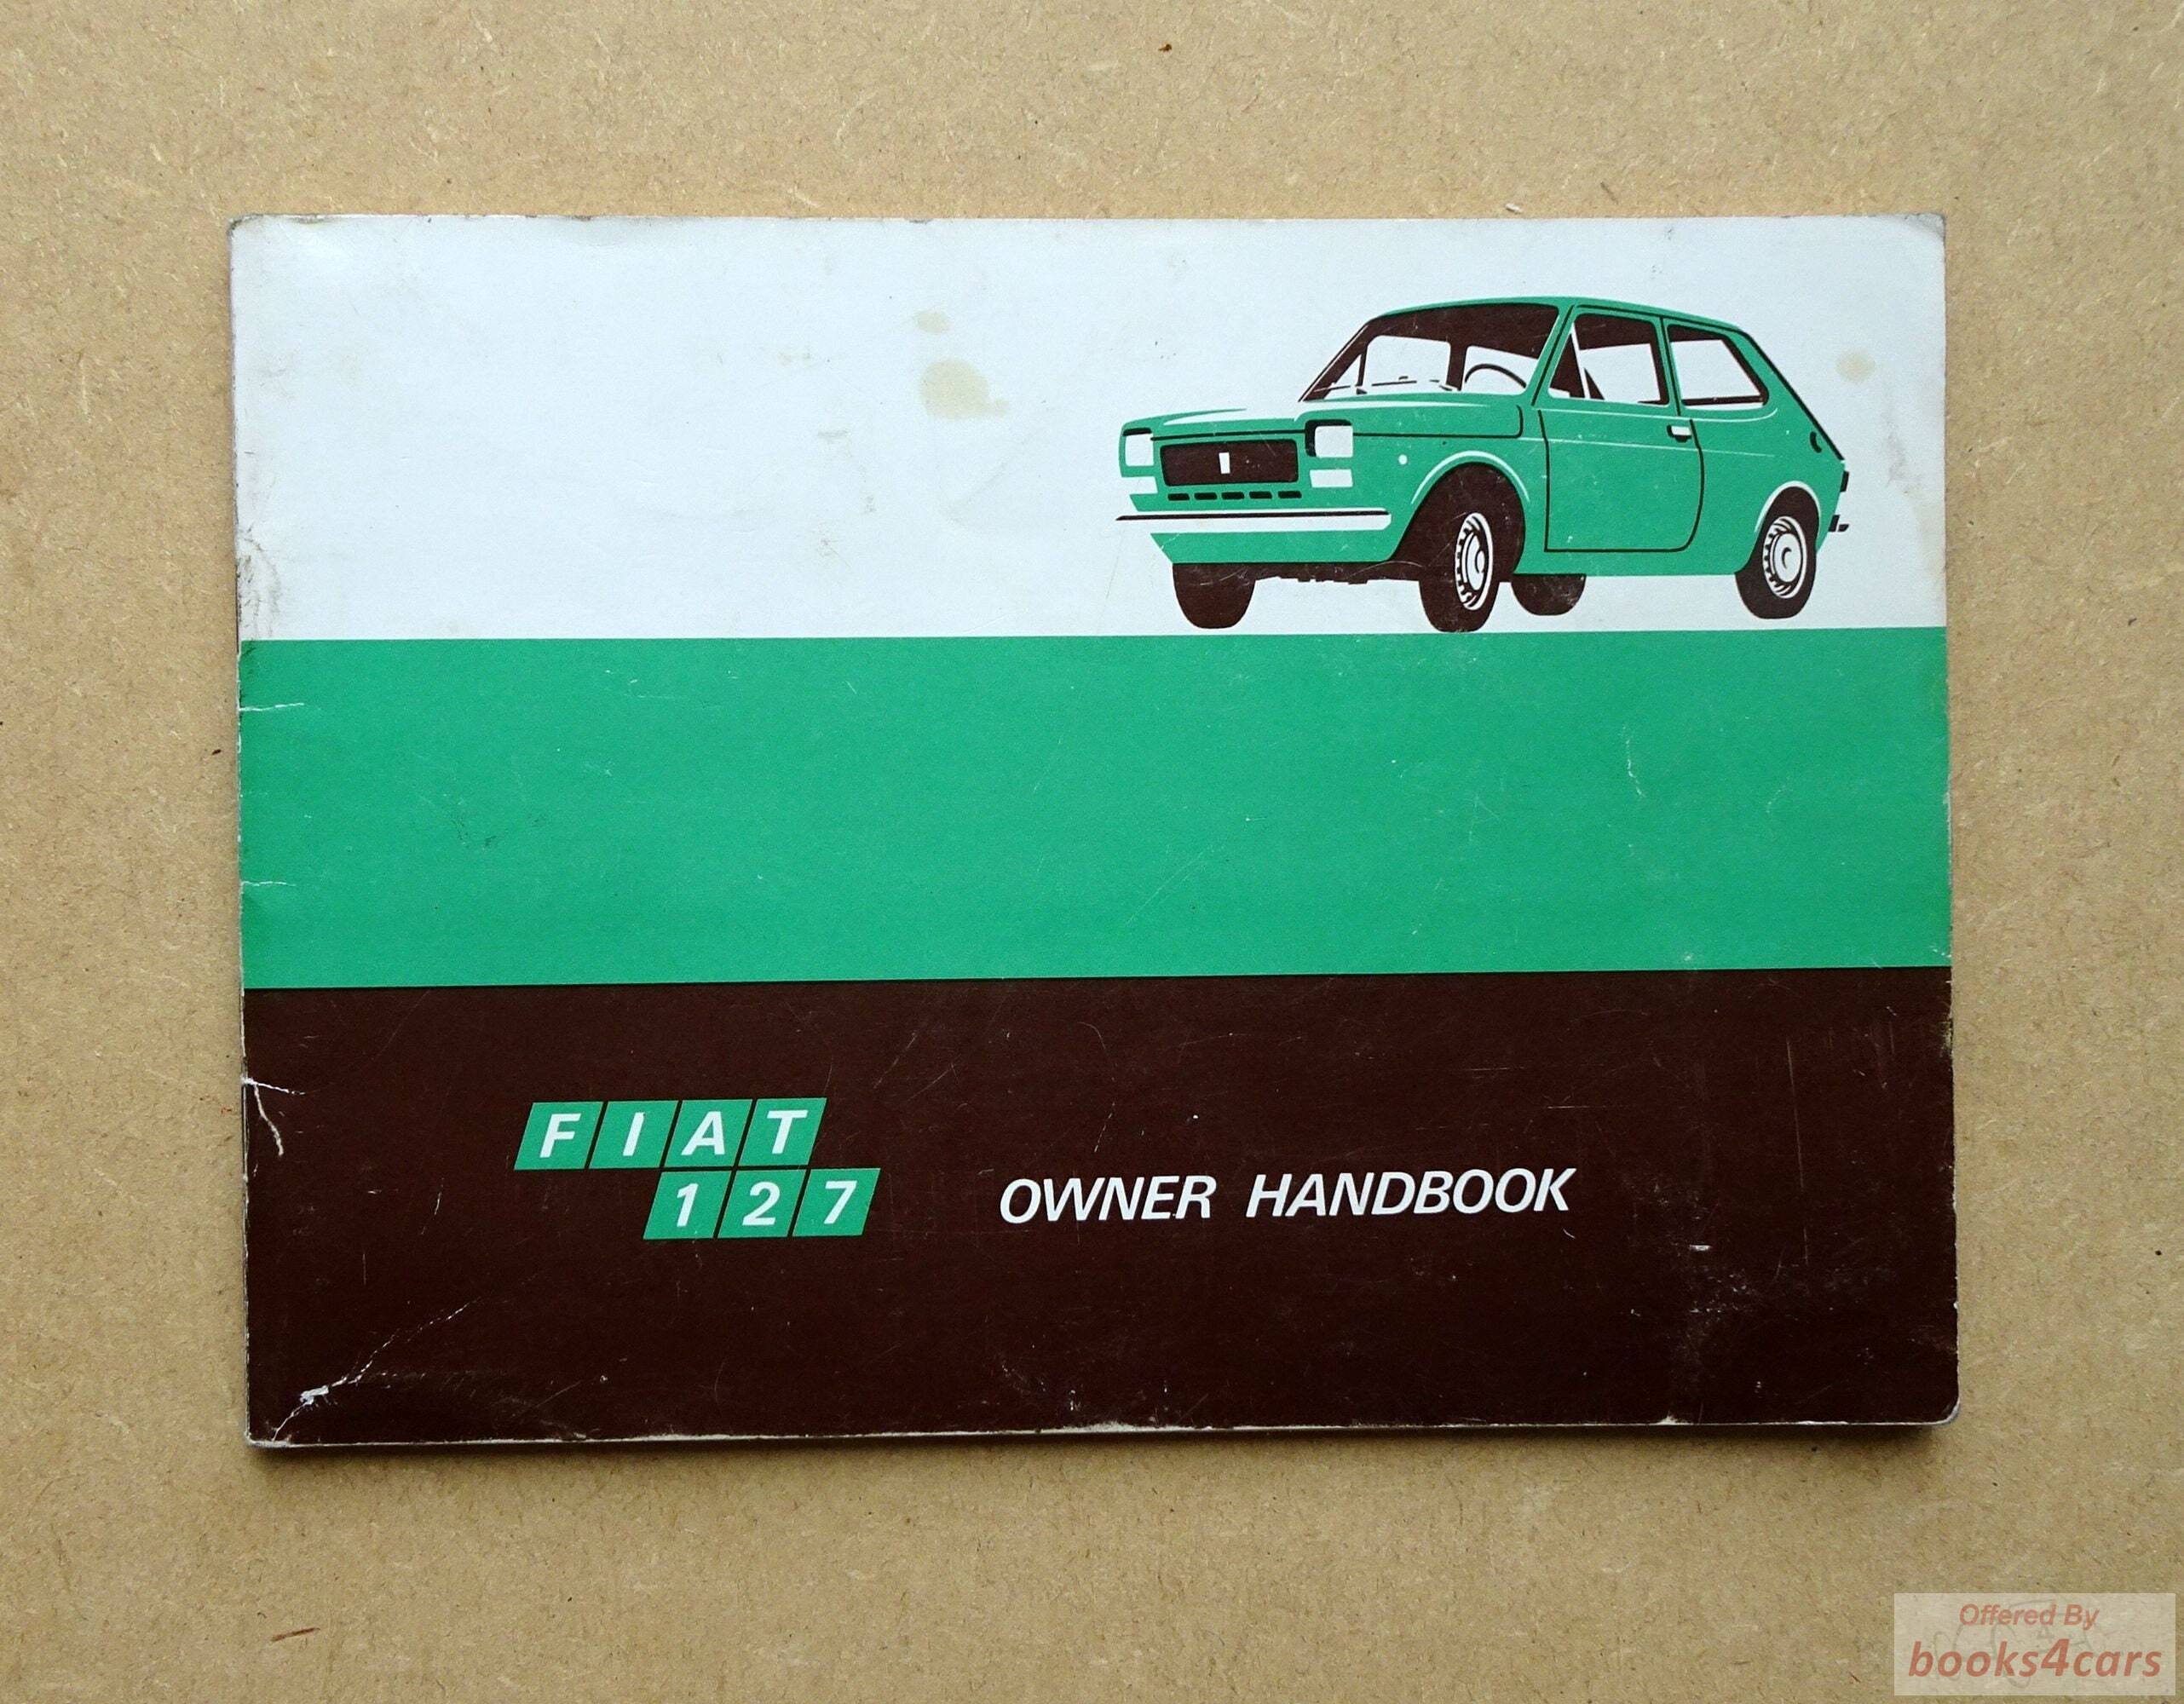 FIAT
127
OWNER HANDBOOK
Offered By
books4cars